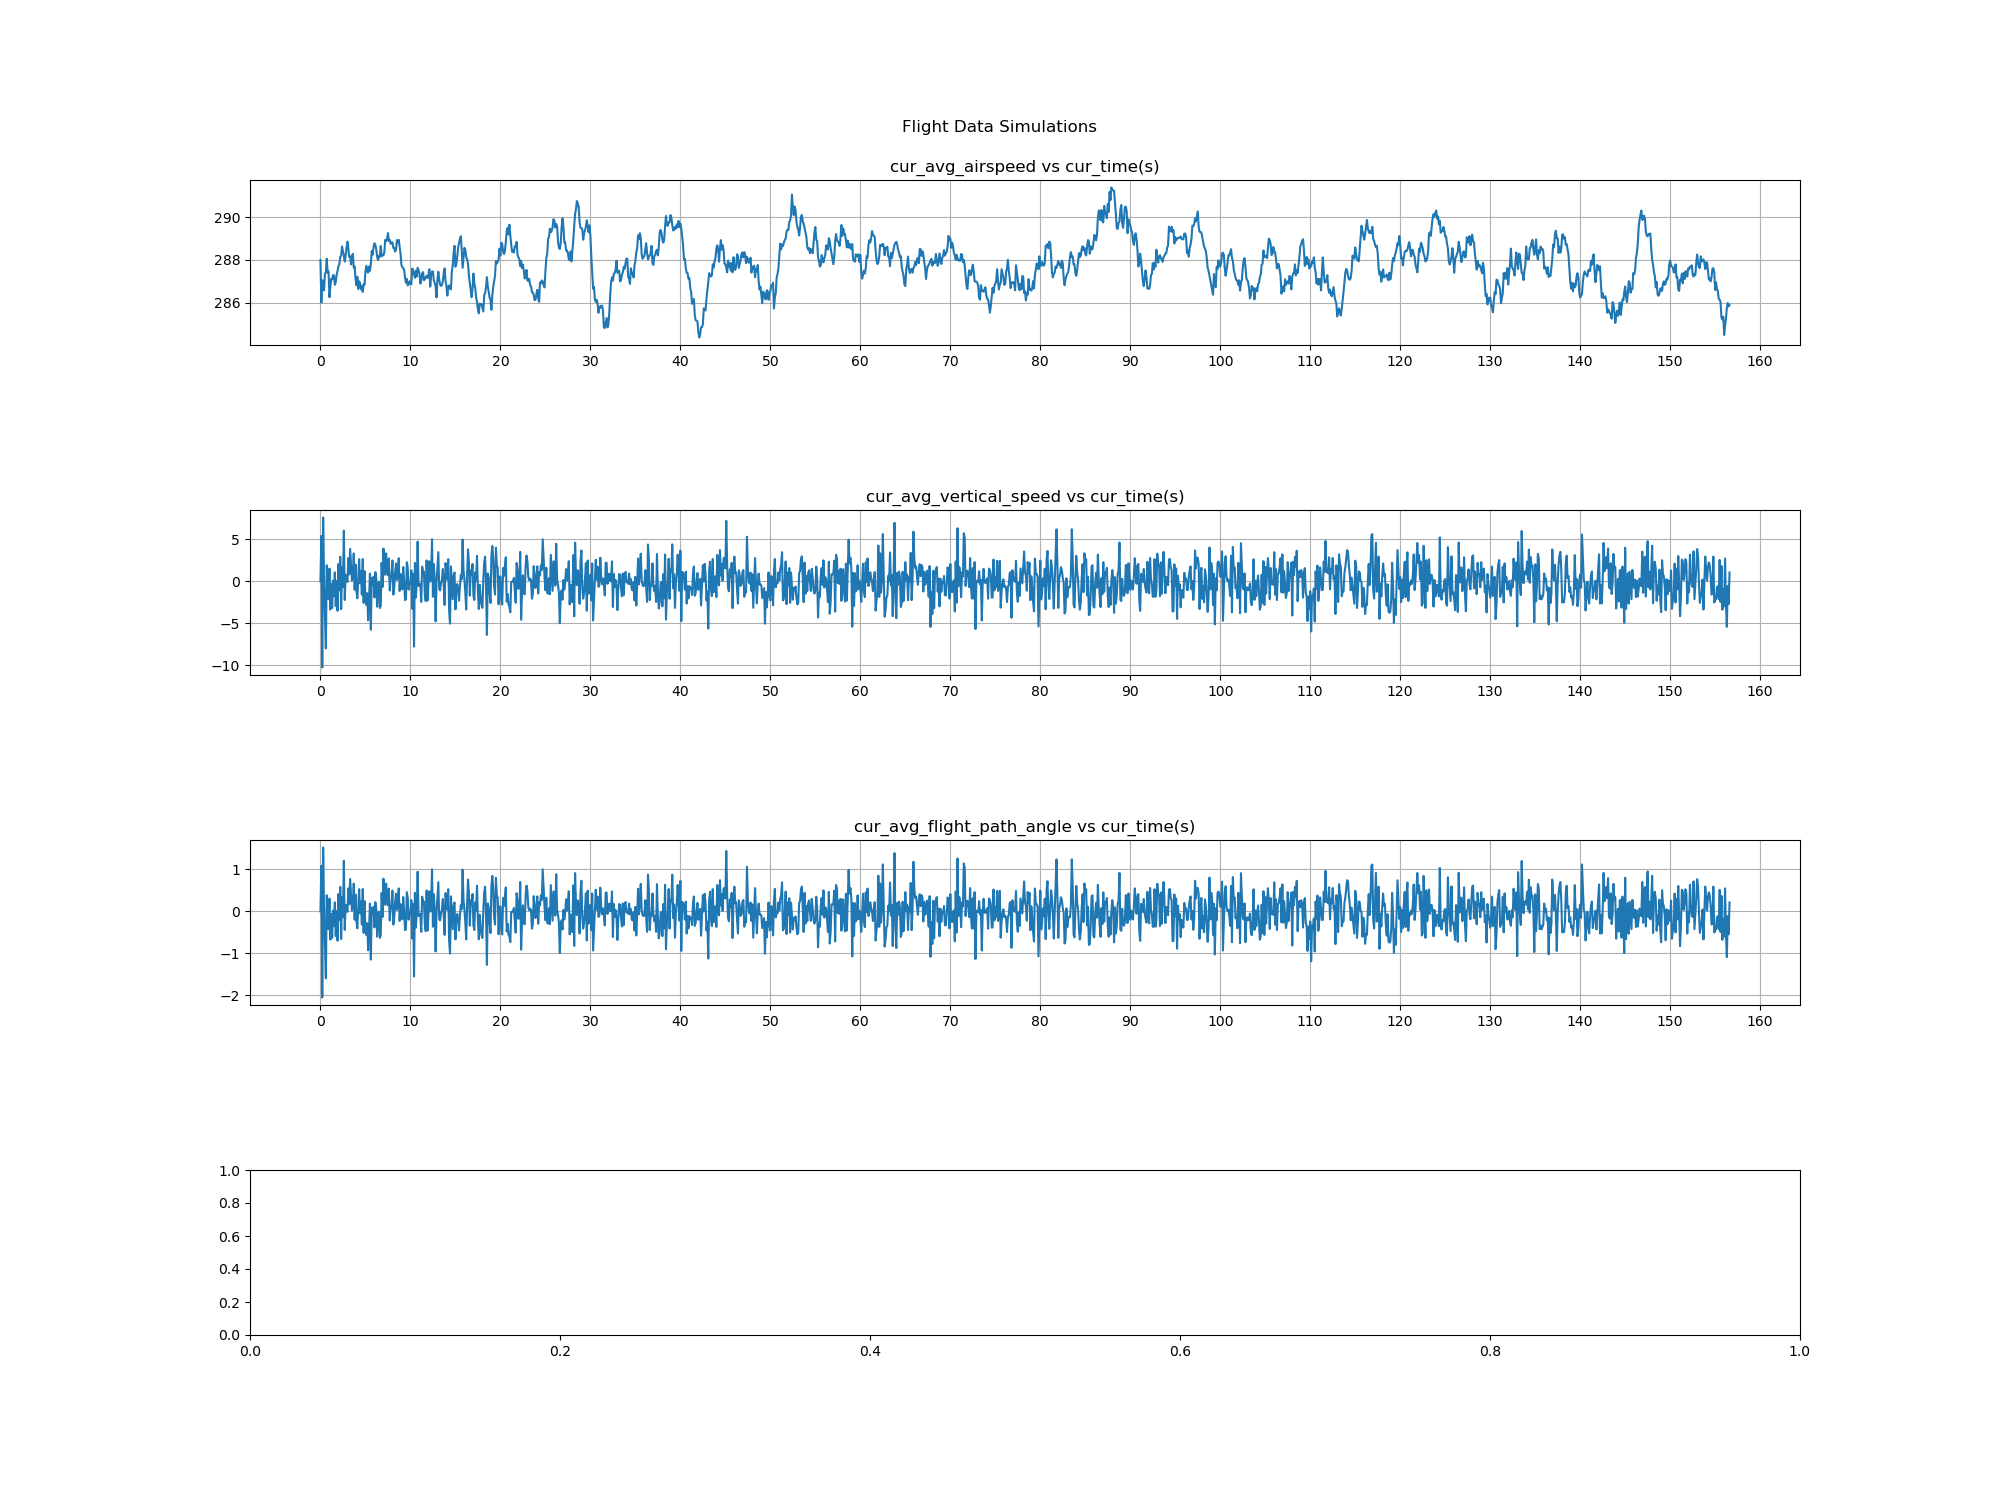 Flight Data Simulations
cur_avg_airspeed vs cur_time(s)
290
288
286
0 10 20 30 40 50 60 70 80 90 100 110 120 130 140 150 160
cur_avg_vertical_speed vs cur_time(s)
5
0
−5
−10
0 10 20 30 40 50 60 70 80 90 100 110 120 130 140 150 160
cur_avg_flight_path_angle vs cur_time(s)
1
0
−1
−2
0 10 20 30 40 50 60 70 80 90 100 110 120 130 140 150 160
1.0
0.8
0.6
0.4
0.2
0.0
0.0 0.2 0.4 0.6 0.8 1.0